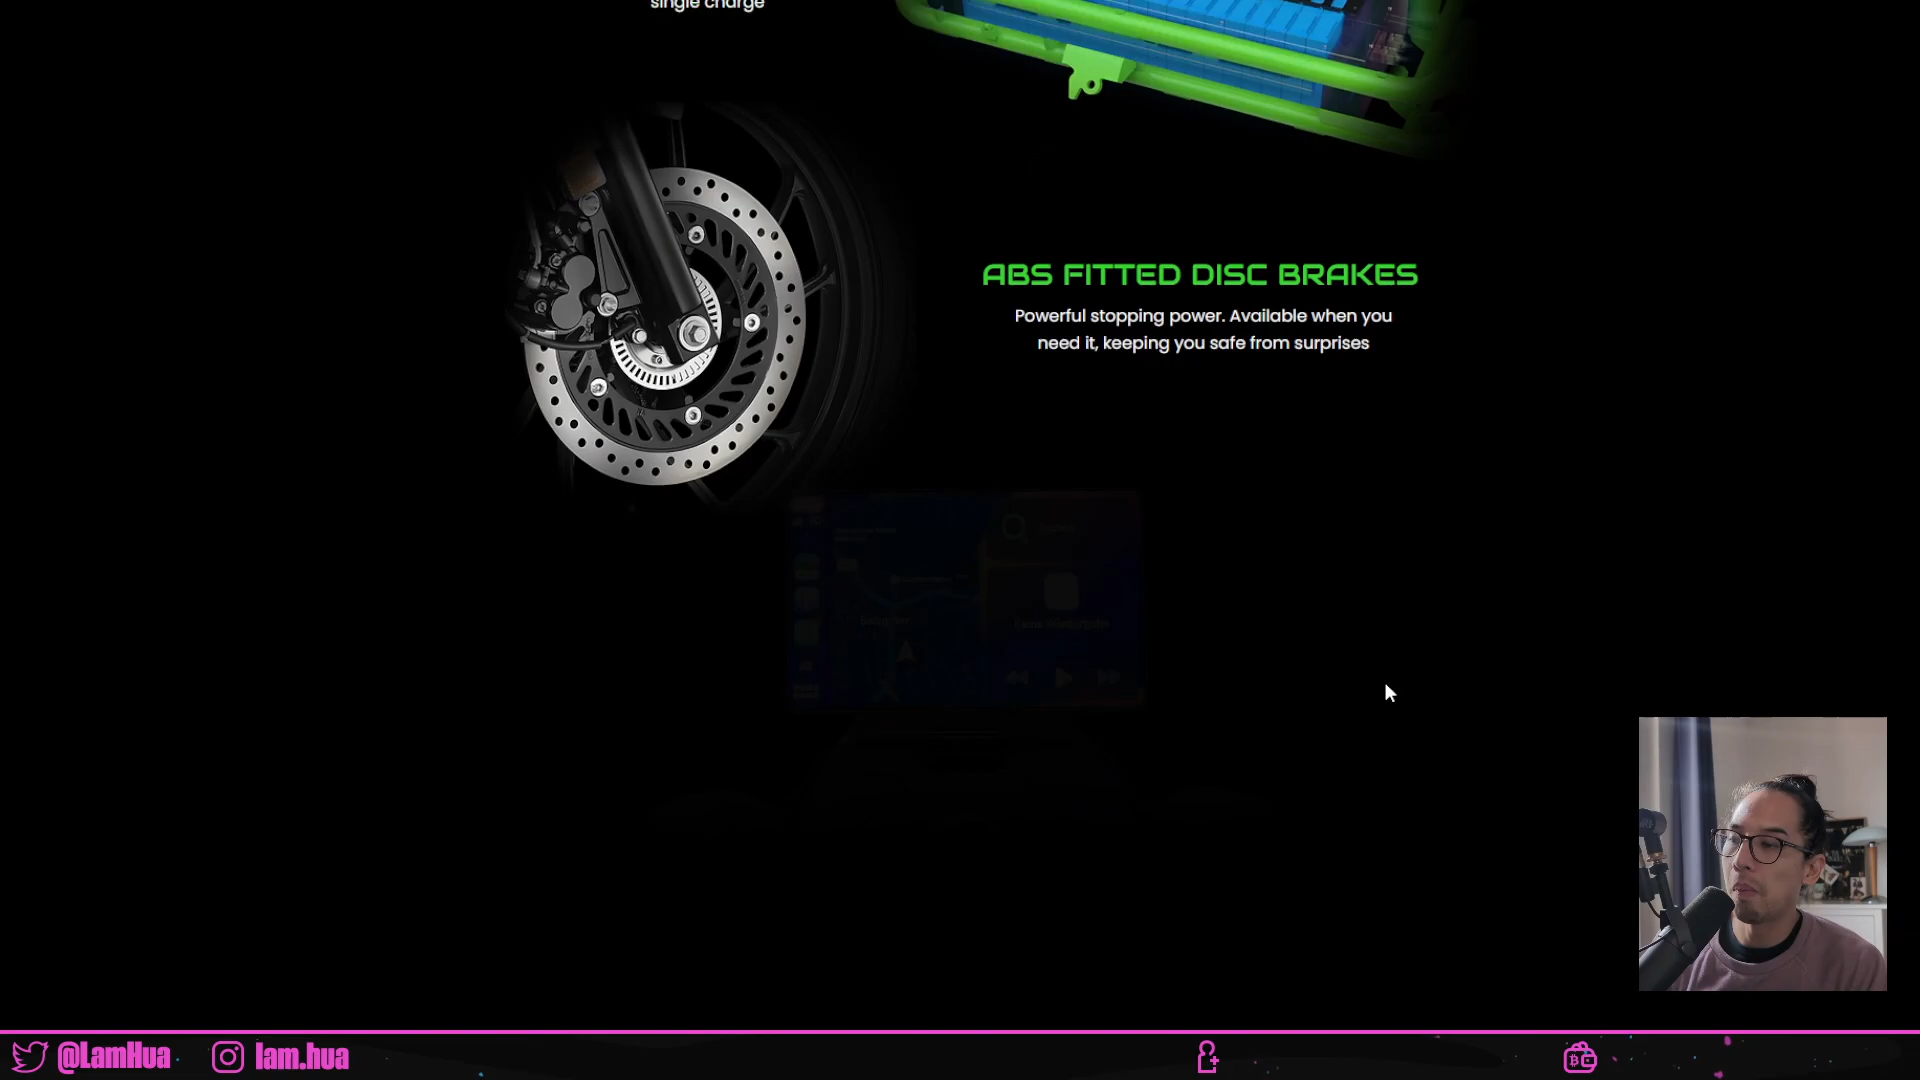 single charge
ABS FITTED DISC BRAKES
Powerful stopping power. Available when you
need it, keeping you safe from surprises
@LamHua
lam.hua